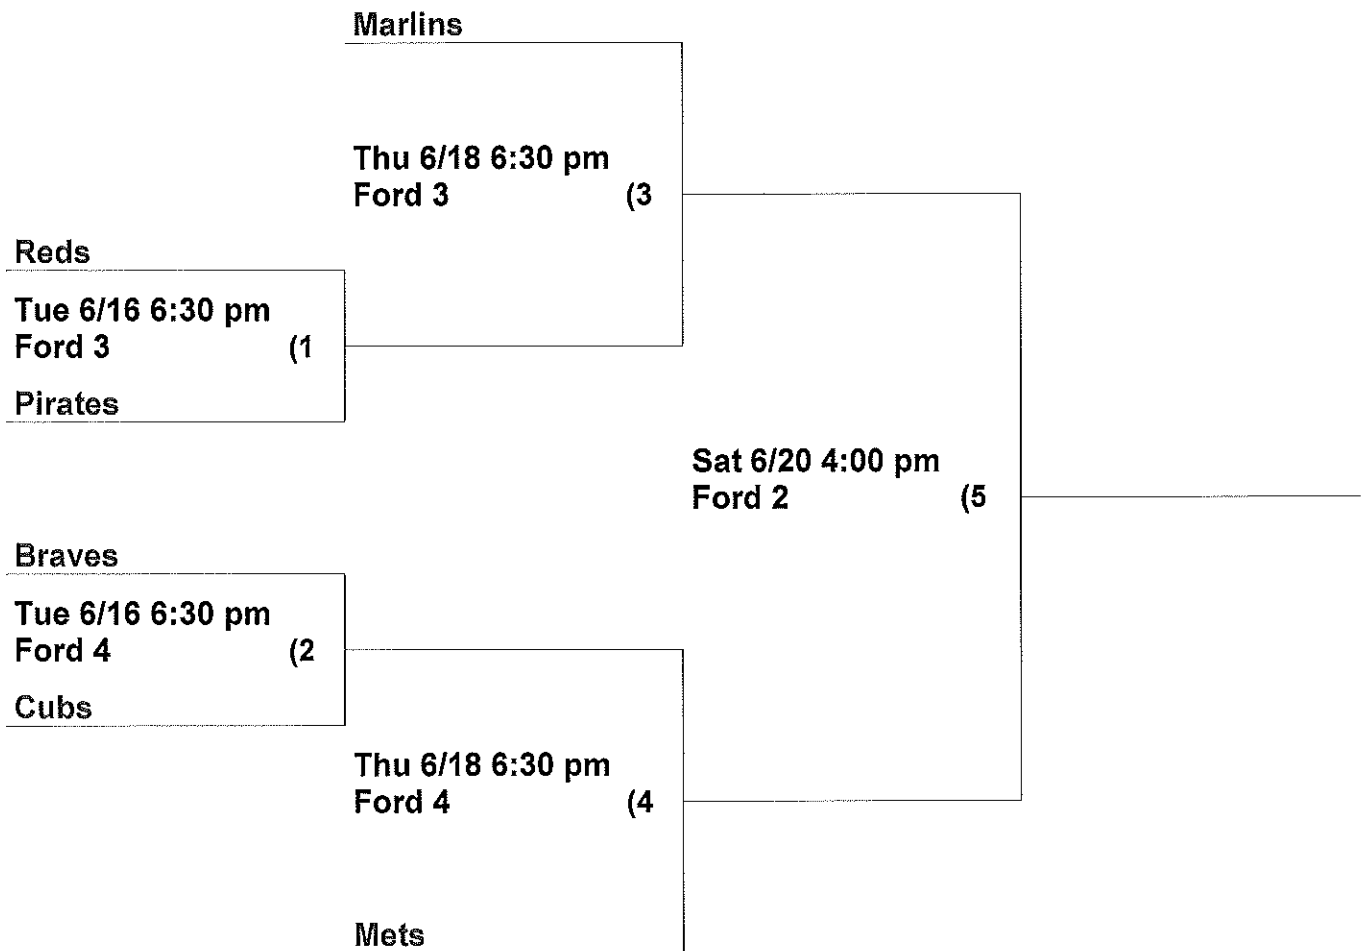 Marlins
Thu 6/18 6:30 pm
Ford 3 (3
Reds
Tue 6/16 6:30 pm
Ford 3 (1
Pirates
Sat 6/20 4:00 pm
Ford 2 (5
Braves
Tue 6/16 6:30 pm
Ford 4 (2
Cubs
Thu 6/18 6:30 pm
Ford 4 (4
Mets